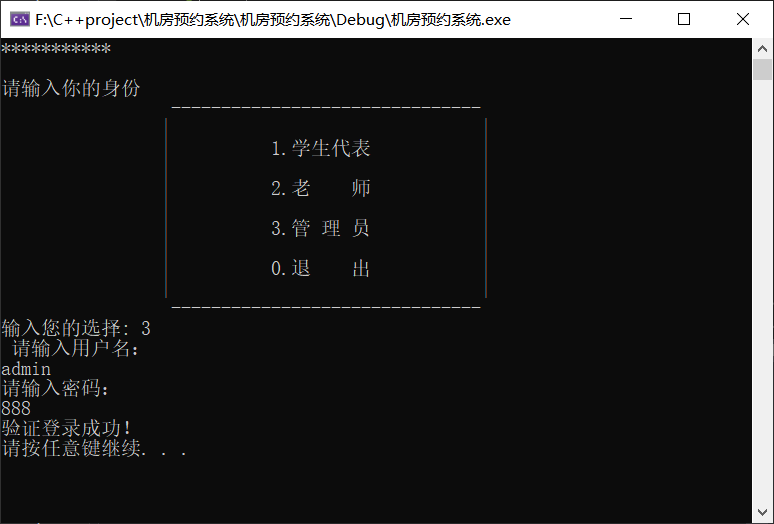 F:\C++project\机房预约系统\机房预约系统\Debug\机房预约系统.exe
***********
请输入你的身份
-------------------------------
1.学生代表
2.老    师
3.管 理 员
0.退    出
-------------------------------
输入您的选择: 3
请输入用户名:
admin
请输入密码:
888
验证登录成功!
请按任意键继续. . .